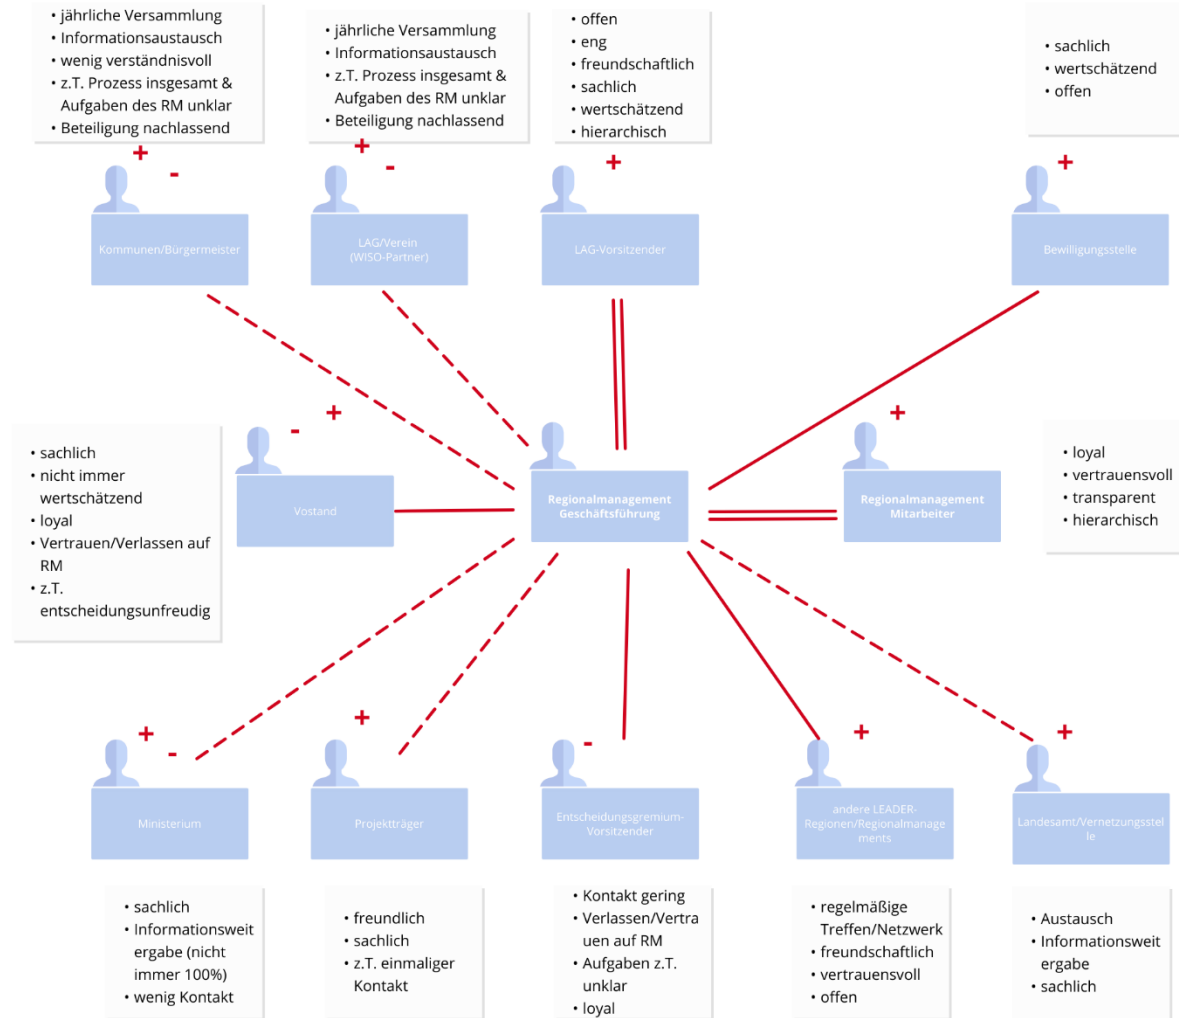 • jährliche Versammlung
• Informationsaustausch
• wenig verständnisvoll
• z.T. Prozess insgesamt &
Aufgaben des RM unklar
• Beteiligung nachlassend
+
-
Kommunen/Bürgermeister
• jährliche Versammlung
• Informationsaustausch
• z.T. Prozess insgesamt &
Aufgaben des RM unklar
• Beteiligung nachlassend
+
-
LAG/Verein
(WISO-Partner)
• offen
• eng
• freundschaftlich
• sachlich
• wertschätzend
• hierarchisch
+
LAG-Vorsitzender
• sachlich
• wertschätzend
• offen
+
Bewilligungsstelle
• sachlich
• nicht immer
wertschätzend
• loyal
• Vertrauen/Verlassen auf
RM
• z.T.
entscheidungsunfreudig
-
+
Vostand
Regionalmanagement
Geschäftsführung
+
Regionalmanagement
Mitarbeiter
• loyal
• vertrauensvoll
• transparent
• hierarchisch
+
-
Ministerium
• sachlich
• Informationsweit
ergabe (nicht
immer 100%)
• wenig Kontakt
+
Projektträger
• freundlich
• sachlich
• z.T. einmaliger
Kontakt
-
Entscheidungsgremium-
Vorsitzender
• Kontakt gering
• Verlassen/Vertra
uen auf RM
• Aufgaben z.T.
unklar
• loyal
+
andere LEADER-
Regionen/Regionalmanage
ments
• regelmäßige
Treffen/Netzwerk
• freundschaftlich
• vertrauensvoll
• offen
+
Landesamt/Vernetzungsstel
le
• Austausch
• Informationsweit
ergabe
• sachlich